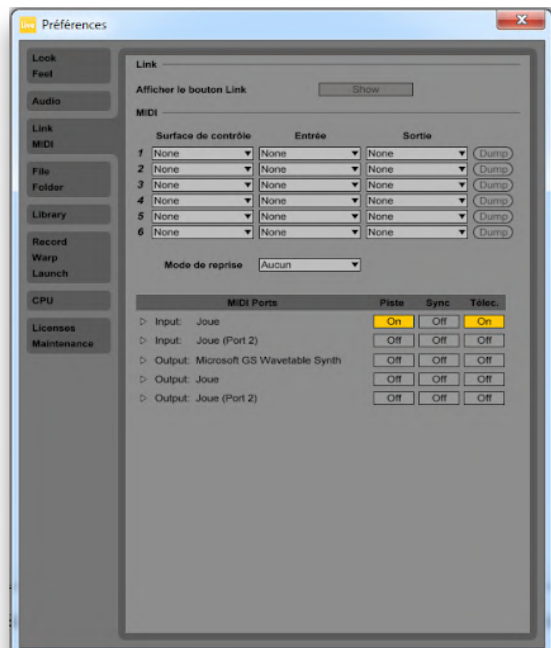 Live Préférences
Look
Feel
Audio
Link
MIDI
File
Folder
Library
Record
Warp
Launch
CPU
Licenses
Maintenance
Link
Afficher le bouton Link Show
MIDI
Surface de contrôle Entrée Sortie
1 None None None Dump
2 None None None Dump
3 None None None Dump
4 None None None Dump
5 None None None Dump
6 None None None Dump
Mode de reprise Aucun
MIDI Ports Piste Sync Téléc.
Input: Joue On Off On
Input: Joue (Port 2) Off Off Off
Output: Microsoft GS Wavetable Synth Off Off Off
Output: Joue Off Off Off
Output: Joue (Port 2) Off Off Off